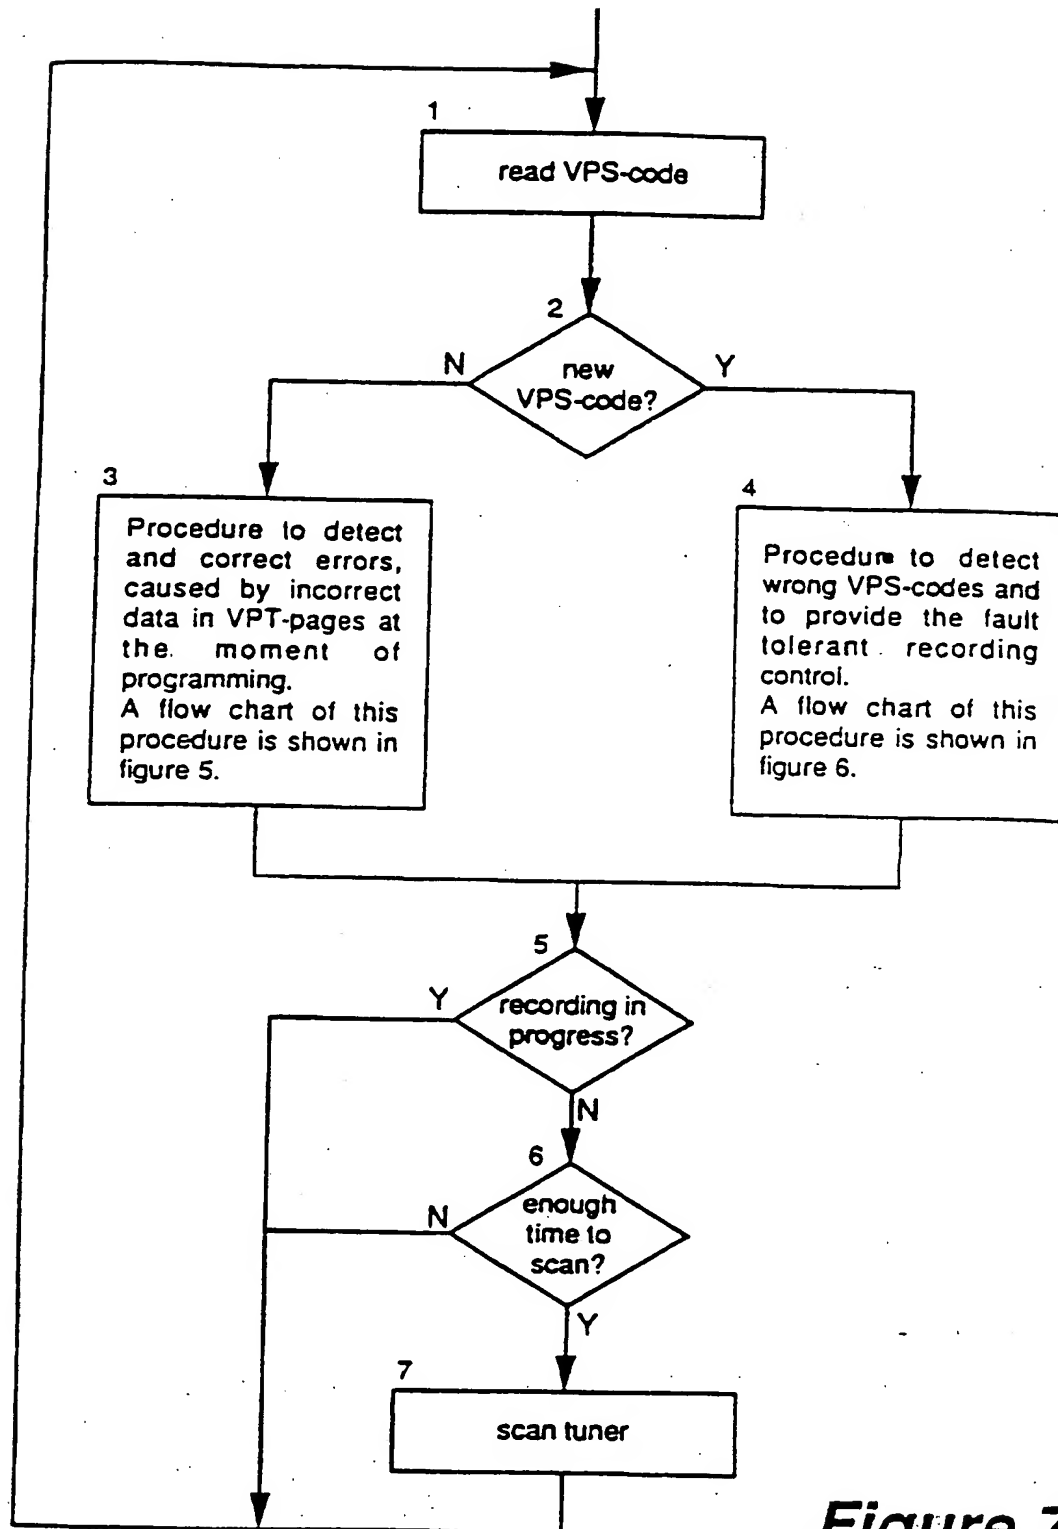 1
read VPS-code
2
N
Y
new
VPS-code?
3
Procedure to detect
and correct errors,
caused by incorrect
data in VPT-pages at
the moment of
programming.
A flow chart of this
procedure is shown in
figure 5.
4
Procedure to detect
wrong VPS-codes and
to provide the fault
tolerant recording
control.
A flow chart of this
procedure is shown in
figure 6.
5
Y
recording in
progress?
N
6
N
enough
time to
scan?
Y
7
scan tuner
Figure